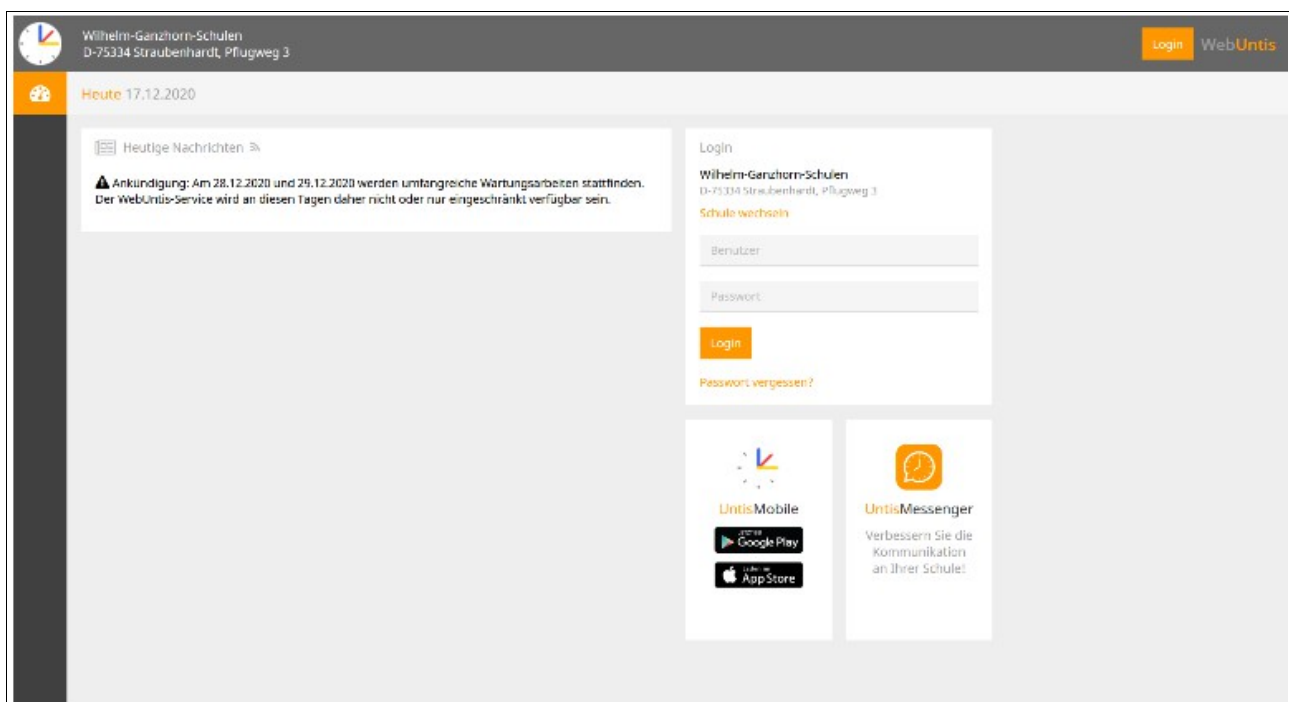 Wilhelm-Ganzhorn-Schulen
D-75334 Straubenhardt, Pflugweg 3
Login WebUntis
Heute 17.12.2020
Heutige Nachrichten
Ankündigung: Am 28.12.2020 und 29.12.2020 werden umfangreiche Wartungsarbeiten stattfinden.
Der WebUntis-Service wird an diesen Tagen daher nicht oder nur eingeschränkt verfügbar sein.
Login
Wilhelm-Ganzhorn-Schulen
D-75334 Straubenhardt, Pflugweg 3
Schule wechseln
Benutzer
Passwort
Login
Passwort vergessen?
UntisMobile
Google Play
App Store
UntisMessenger
Verbessern Sie die
Kommunikation
an Ihrer Schule!